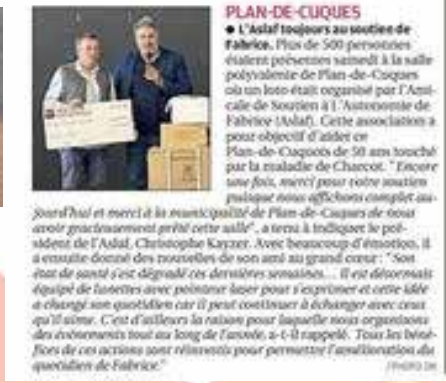 PLAN-DE-CUQUES
● L'Aslaf toujours au soutien de
Fabrice. Plus de 500 personnes
étaient présentes samedi à la salle
polyvalente de Plan-de-Cuques
où un loto était organisé par l'Ami-
cale de Soutien à L'Autonomie de
Fabrice (Aslaf). Cette association a
pour objectif d'aider ce
Plan-de-Cuquois de 50 ans touché
par la maladie de Charcot. "Encore
une fois, merci pour votre soutien
puisque nous affichons complet au-
jourd'hui et merci à la municipalité de Plan-de-Cuques de nous
avoir gracieusement prêté cette salle", a tenu à indiquer le pré-
sident de l'Aslaf, Christophe Kayzer. Avec beaucoup d'émotion, il
a ensuite donné des nouvelles de son ami au grand cœur : "Son
état de santé s'est dégradé ces dernières semaines... Il est désormais
équipé de lunettes avec pointeur laser pour s'exprimer et cette idée
a changé son quotidien car il peut continuer à échanger avec ceux
qu'il aime. C'est d'ailleurs la raison pour laquelle nous organisons
des événements tout au long de l'année, a-t-il rappelé. Tous les béné-
fices de ces actions sont réinvestis pour permettre l'amélioration du
quotidien de Fabrice."
/ PHOTO DR